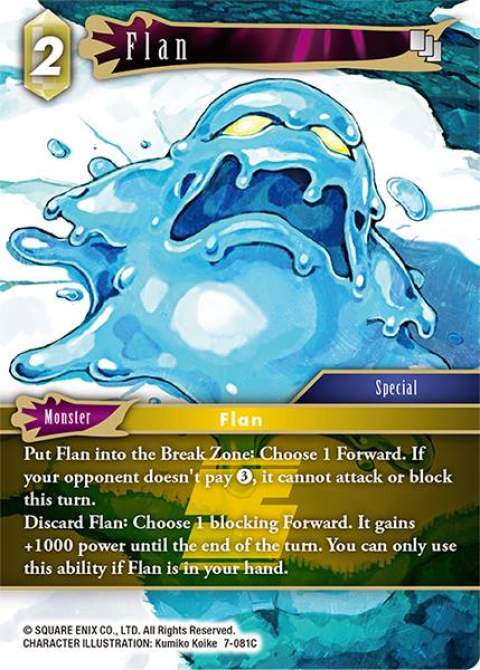 2
Flan
Special
Monster
Flan
Put Flan into the Break Zone: Choose 1 Forward. If
your opponent doesn't pay 3, it cannot attack or block
this turn.
Discard Flan: Choose 1 blocking Forward. It gains
+1000 power until the end of the turn. You can only use
this ability if Flan is in your hand.
© SQUARE ENIX CO., LTD. All Rights Reserved.
CHARACTER ILLUSTRATION: Kumiko Koike 7-081C